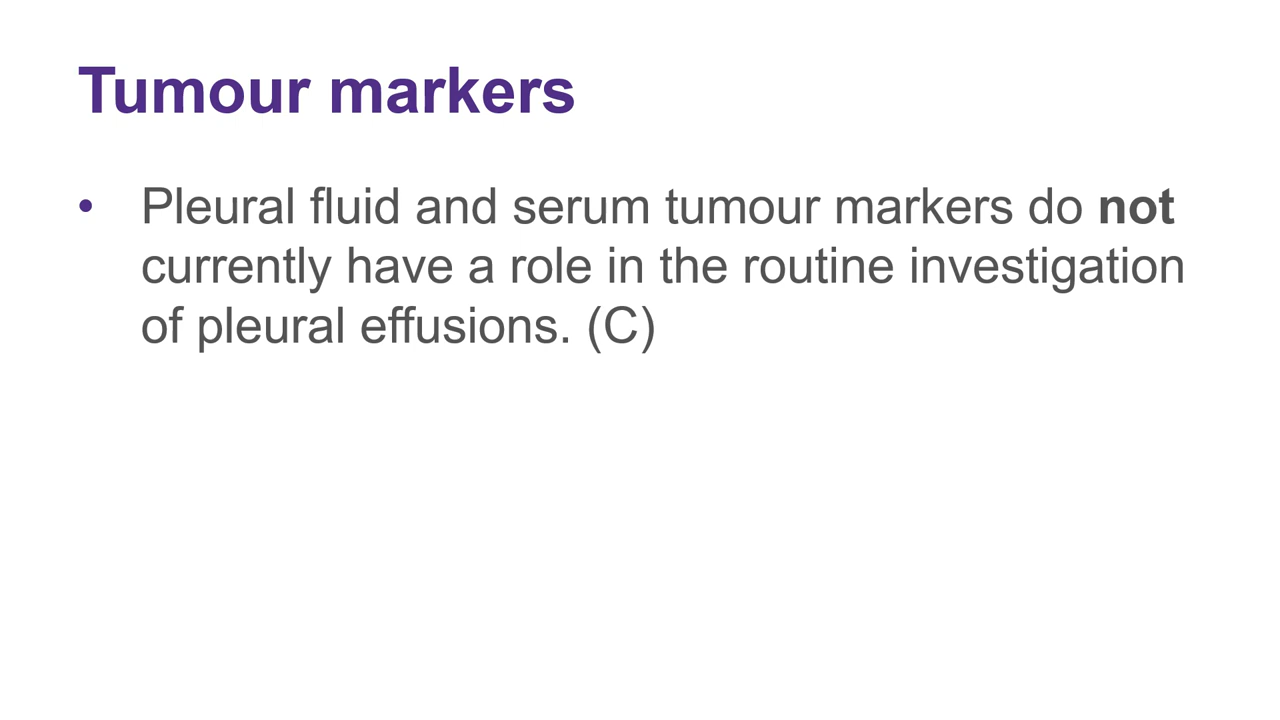 Tumour markers
• Pleural fluid and serum tumour markers do not
currently have a role in the routine investigation
of pleural effusions. (C)